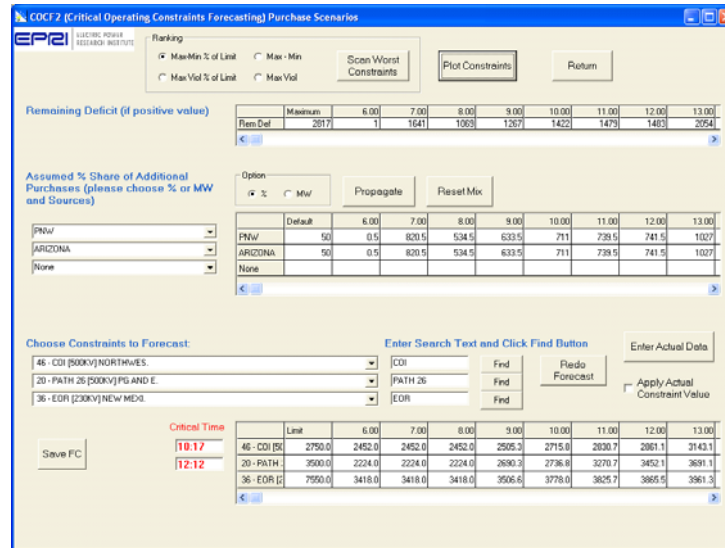 COCF2 (Critical Operating Constraints Forecasting) Purchase Scenarios
EPRI ELECTRIC POWER
RESEARCH INSTITUTE
Ranking
Max-Min % of Limit Max - Min
Max Viol % of Limit Max Viol
Scan Worst
Constraints
Plot Constraints
Return
Remaining Deficit (if positive value)
Maximum 6.00 7.00 8.00 9.00 10.00 11.00 12.00 13.00
Rem Def 2817 1 1641 1069 1267 1422 1479 1483 2054
Assumed % Share of Additional
Purchases (please choose % or MW
and Sources)
Option
% MW
Propagate
Reset Mix
PNW
ARIZONA
None
Default 6.00 7.00 8.00 9.00 10.00 11.00 12.00 13.00
PNW 50 0.5 820.5 534.5 633.5 711 739.5 741.5 1027
ARIZONA 50 0.5 820.5 534.5 633.5 711 739.5 741.5 1027
None
Choose Constraints to Forecast:
46 - COI [500KV] NORTHWES.
20 - PATH 26 [500KV] PG AND E.
36 - EOR [230KV] NEW MEXI.
Enter Search Text and Click Find Button
COI Find
PATH 26 Find
EOR Find
Redo
Forecast
Enter Actual Data
Apply Actual
Constraint Value
Save FC
Critical Time
10:17
12:12
Limit 6.00 7.00 8.00 9.00 10.00 11.00 12.00 13.00
46 - COI [50 2750.0 2452.0 2452.0 2452.0 2505.3 2715.8 2830.7 2861.1 3143.1
20 - PATH 3500.0 2224.0 2224.0 2224.0 2690.3 2736.8 3270.7 3452.1 3691.1
36 - EOR [2 7550.0 3418.0 3418.0 3418.0 3506.6 3778.0 3825.7 3865.5 3961.3